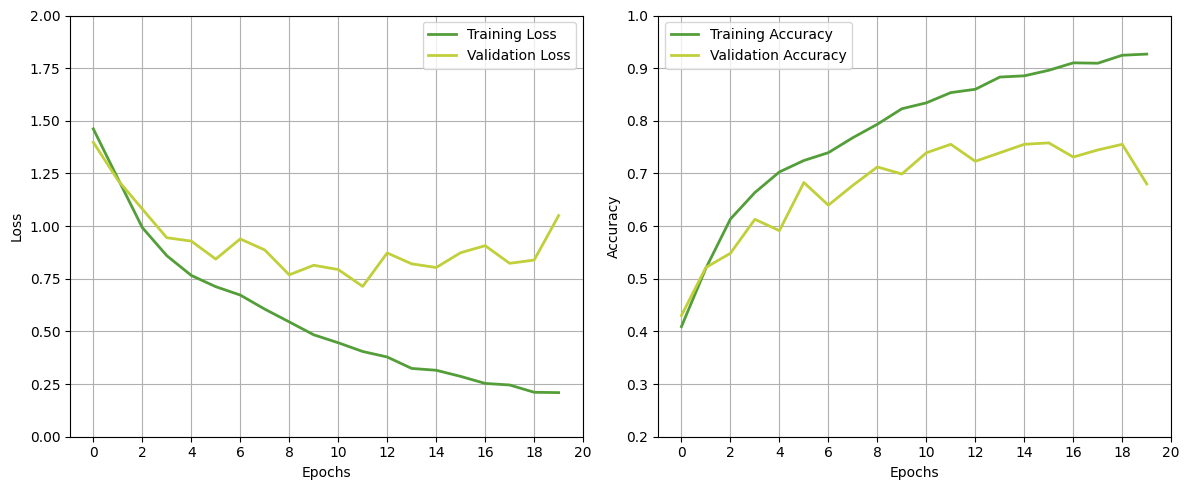 2.00
1.75
1.50
1.25
1.00
0.75
0.50
0.25
0.00
Loss
Training Loss
Validation Loss
0 2 4 6 8 10 12 14 16 18 20
Epochs
1.0
0.9
0.8
0.7
0.6
0.5
0.4
0.3
0.2
Accuracy
Training Accuracy
Validation Accuracy
0 2 4 6 8 10 12 14 16 18 20
Epochs